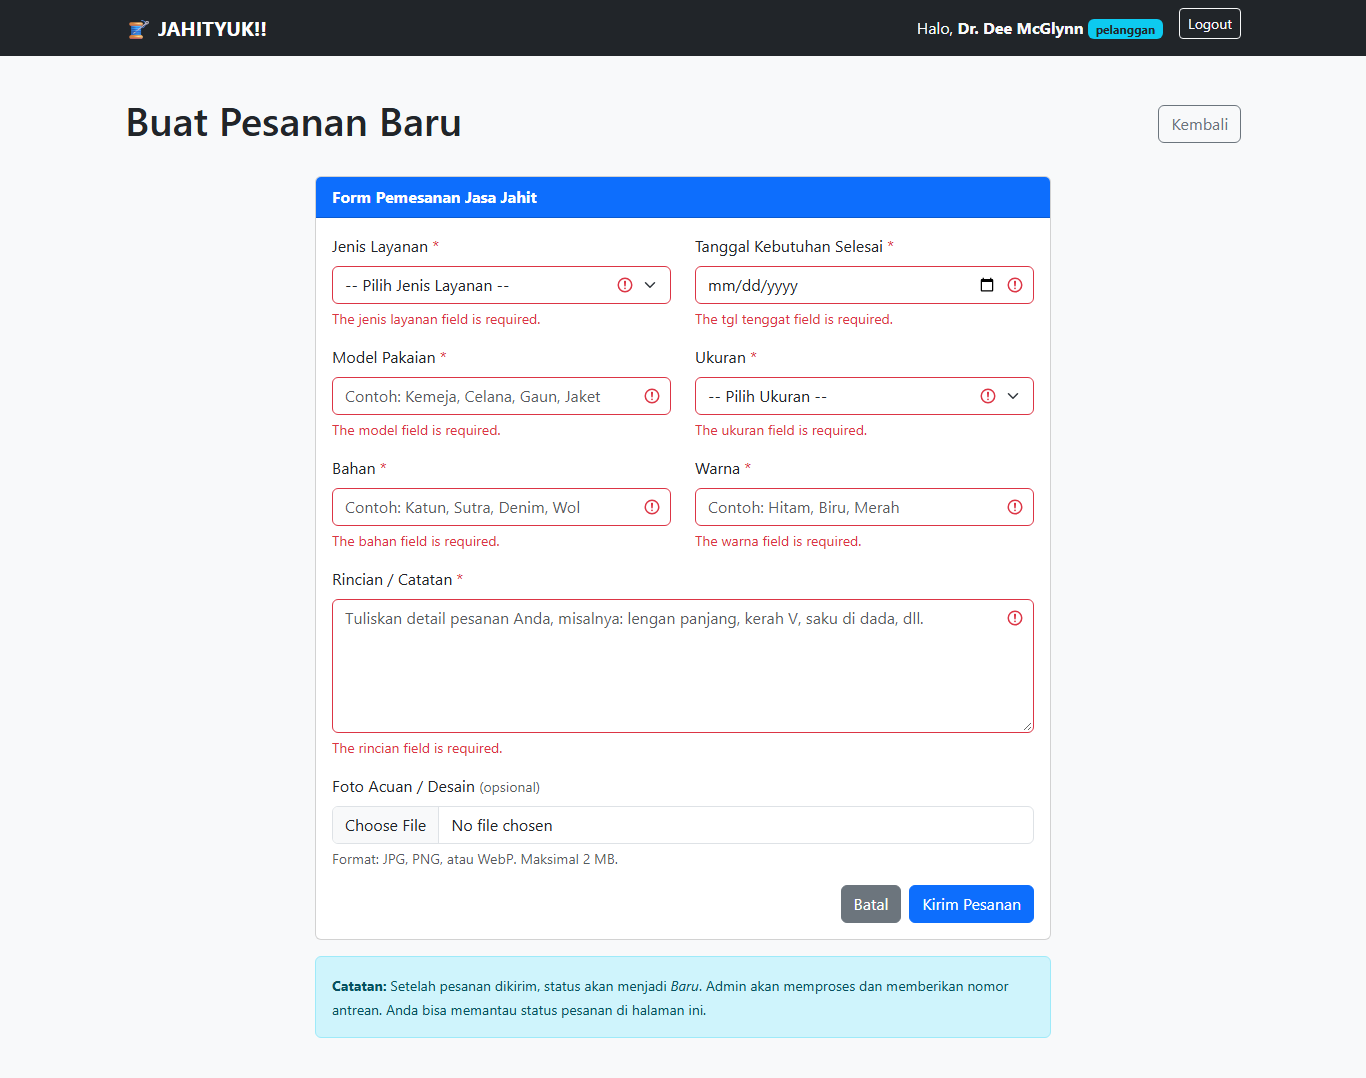 JAHITYUK!!
Halo, Dr. Dee McGlynn pelanggan Logout
Buat Pesanan Baru
Kembali
Form Pemesanan Jasa Jahit
Jenis Layanan *
-- Pilih Jenis Layanan --
The jenis layanan field is required.
Tanggal Kebutuhan Selesai *
mm/dd/yyyy
The tgl tenggat field is required.
Model Pakaian *
Contoh: Kemeja, Celana, Gaun, Jaket
The model field is required.
Ukuran *
-- Pilih Ukuran --
The ukuran field is required.
Bahan *
Contoh: Katun, Sutra, Denim, Wol
The bahan field is required.
Warna *
Contoh: Hitam, Biru, Merah
The warna field is required.
Rincian / Catatan *
Tuliskan detail pesanan Anda, misalnya: lengan panjang, kerah V, saku di dada, dll.
The rincian field is required.
Foto Acuan / Desain (opsional)
Choose File No file chosen
Format: JPG, PNG, atau WebP. Maksimal 2 MB.
Batal
Kirim Pesanan
Catatan: Setelah pesanan dikirim, status akan menjadi Baru. Admin akan memproses dan memberikan nomor
antrean. Anda bisa memantau status pesanan di halaman ini.